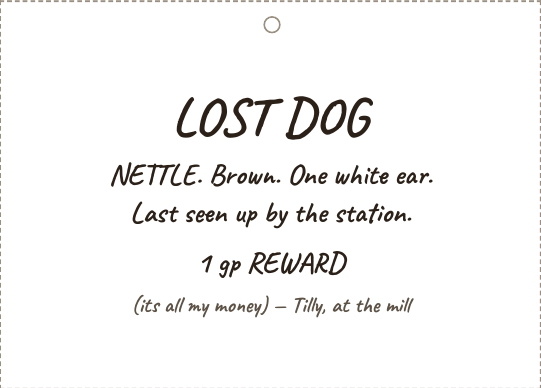 LOST DOG
NETTLE. Brown. One white ear.
Last seen up by the station.
1 gp REWARD
(its all my money) – Tilly, at the mill